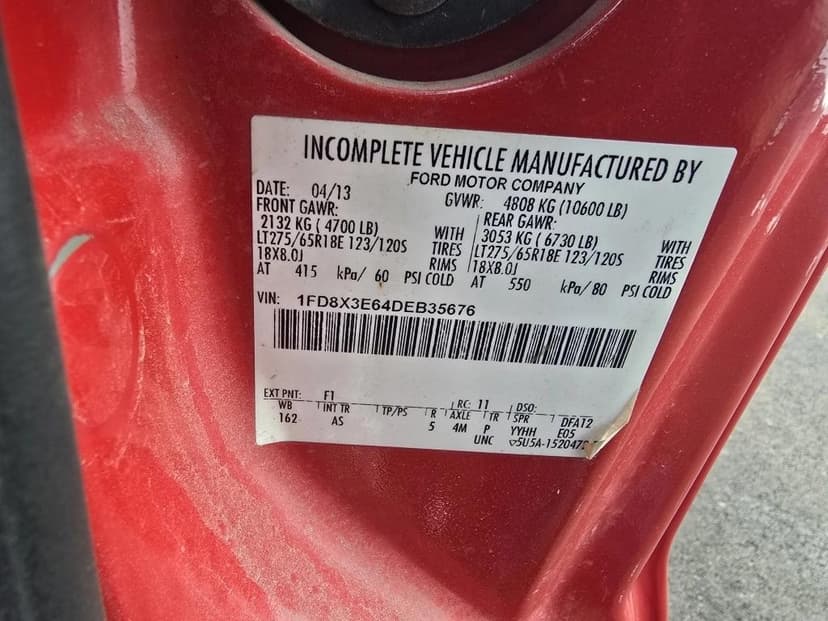 INCOMPLETE VEHICLE MANUFACTURED BY
FORD MOTOR COMPANY
DATE: 04/13 GVWR: 4808 KG (10600 LB)
FRONT GAWR: REAR GAWR:
2132 KG ( 4700 LB) WITH 3053 KG ( 6730 LB) WITH
LT275/65R18E 123/120S TIRES LT275/65R18E 123/120S TIRES
18X8.0J RIMS 18X8.0J RIMS
AT 415 kPa/ 60 PSI COLD AT 550 kPa/ 80 PSI COLD
VIN: 1FD8X3E64DEB35676
EXT PNT: F1 RC: 11 DSO:
WB INT TR TP/PS R AXLE TR SPR DFA12
162 AS 5 4M P YYHH E05
UNC 5U5A-1520472